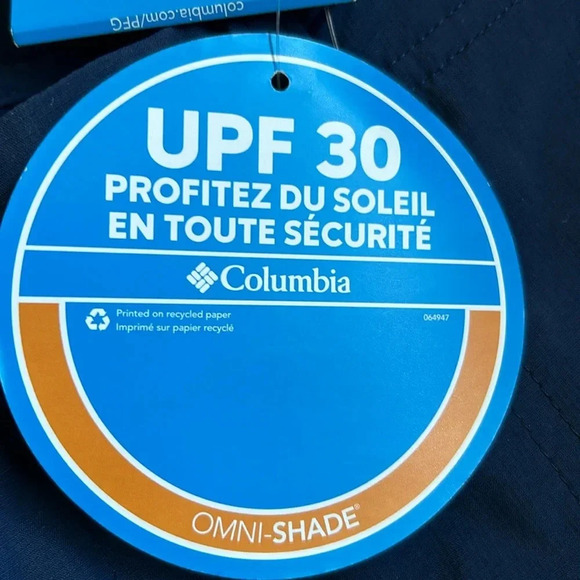 columbia.com/PFG
UPF 30
PROFITEZ DU SOLEIL
EN TOUTE SÉCURITÉ
Columbia
Printed on recycled paper
Imprimé sur papier recyclé
064947
OMNI-SHADE®